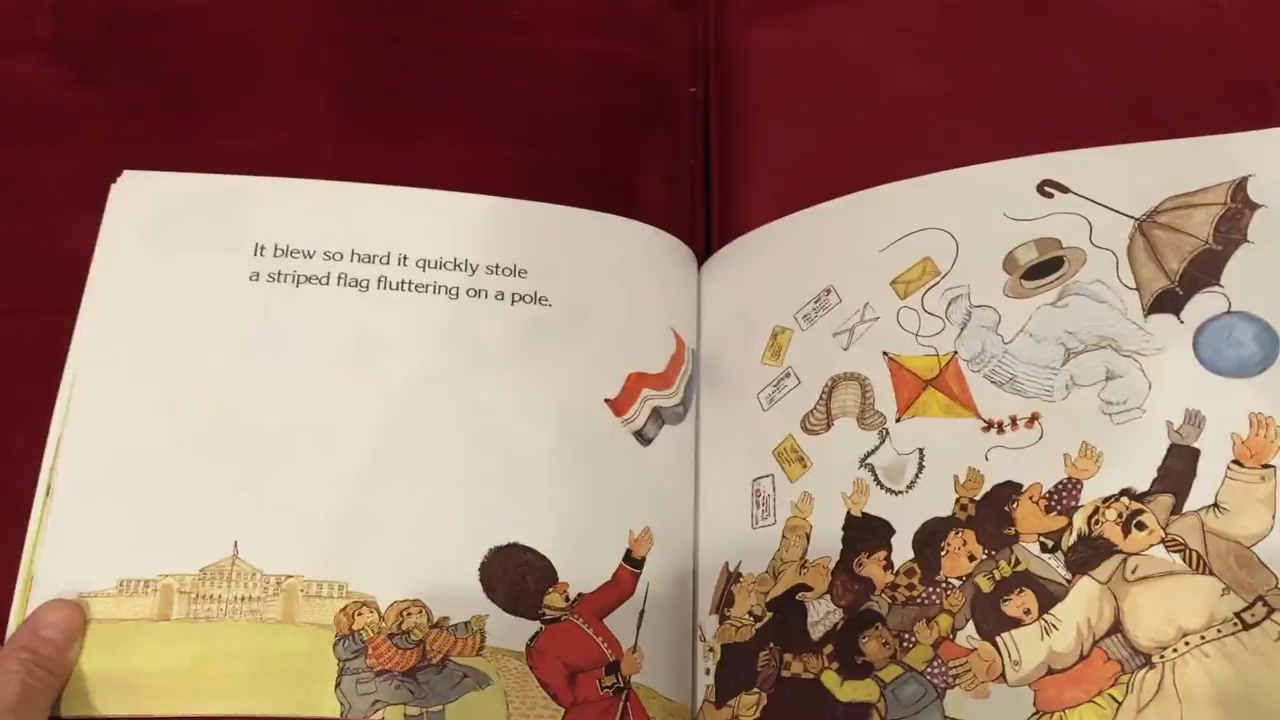 It blew so hard it quickly stole
a striped flag fluttering on a pole.